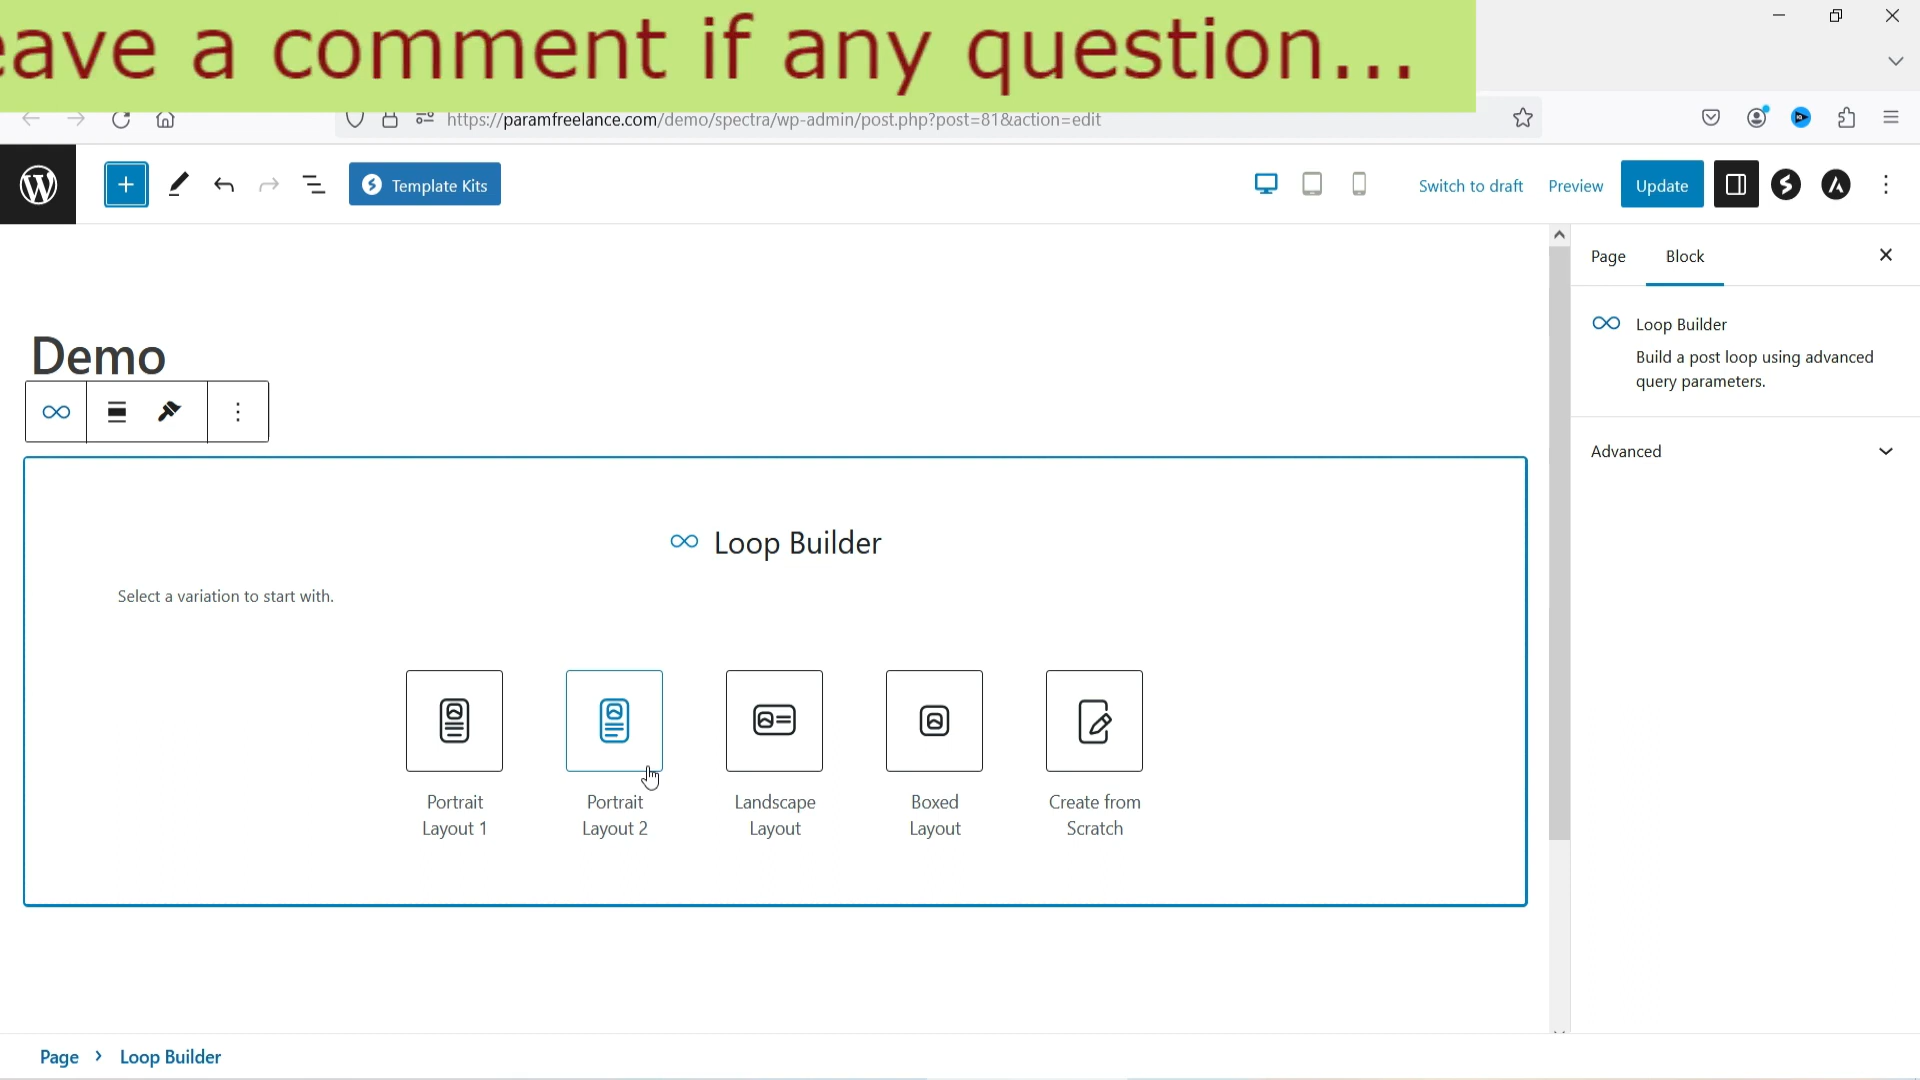 eave a comment if any question...
https://paramfreelance.com/demo/spectra/wp-admin/post.php?post=81&action=edit
Template Kits
Switch to draft
Preview
Update
Page
Block
Loop Builder
Build a post loop using advanced
query parameters.
Advanced
Demo
Loop Builder
Select a variation to start with.
Portrait
Layout 1
Portrait
Layout 2
Landscape
Layout
Boxed
Layout
Create from
Scratch
Page > Loop Builder